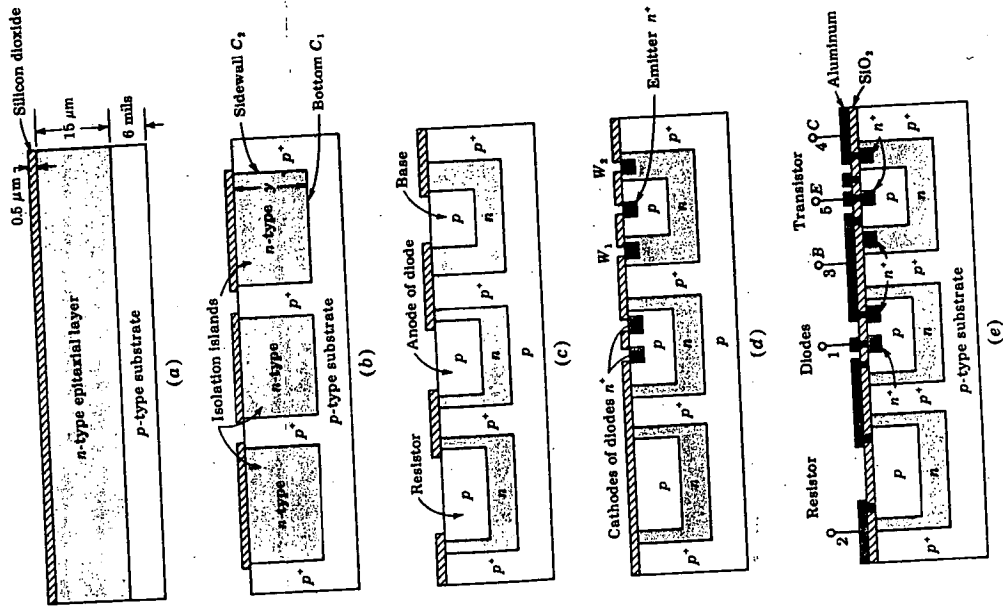 Silicon dioxide
0.5 μm
15 μm
6 mils
n-type epitaxial layer
p-type substrate
(a)
Sidewall C₂
Bottom C₁
Isolation islands
n-type
n-type
n-type
y
p⁺
p⁺
p⁺
p⁺
p-type substrate
(b)
Resistor
Anode of diode
Base
p
p
p
n
n
n
p⁺
p⁺
p⁺
p⁺
p
(c)
Cathodes of diodes n⁺
W₁
W₂
Emitter n⁺
p
p
p
n
n
n
p⁺
p⁺
p⁺
p⁺
p
(d)
Resistor
Diodes
Transistor
2
1
3
B
5
E
4
C
Aluminum
SiO₂
p
p
p
n
n
n
n⁺
n⁺
n⁺
n⁺
p⁺
p⁺
p⁺
p⁺
p-type substrate
(e)